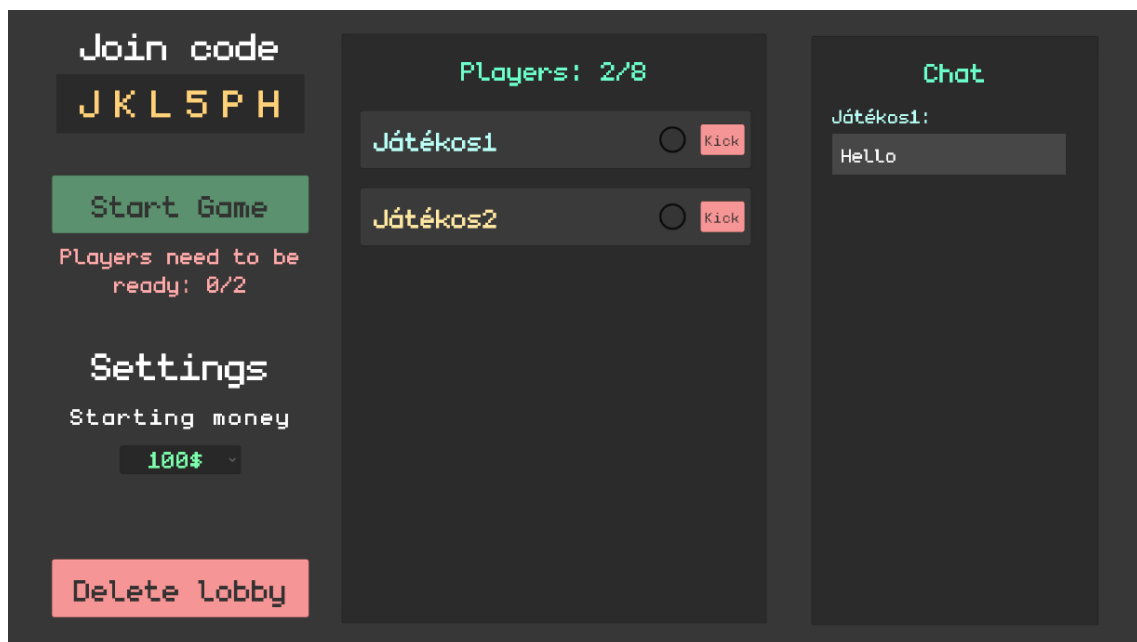 Join code
JKL5PH
Start Game
Players need to be
ready: 0/2
Settings
Starting money
100$
Delete lobby
Players: 2/8
Játékos1
Kick
Játékos2
Kick
Chat
Játékos1:
Hello